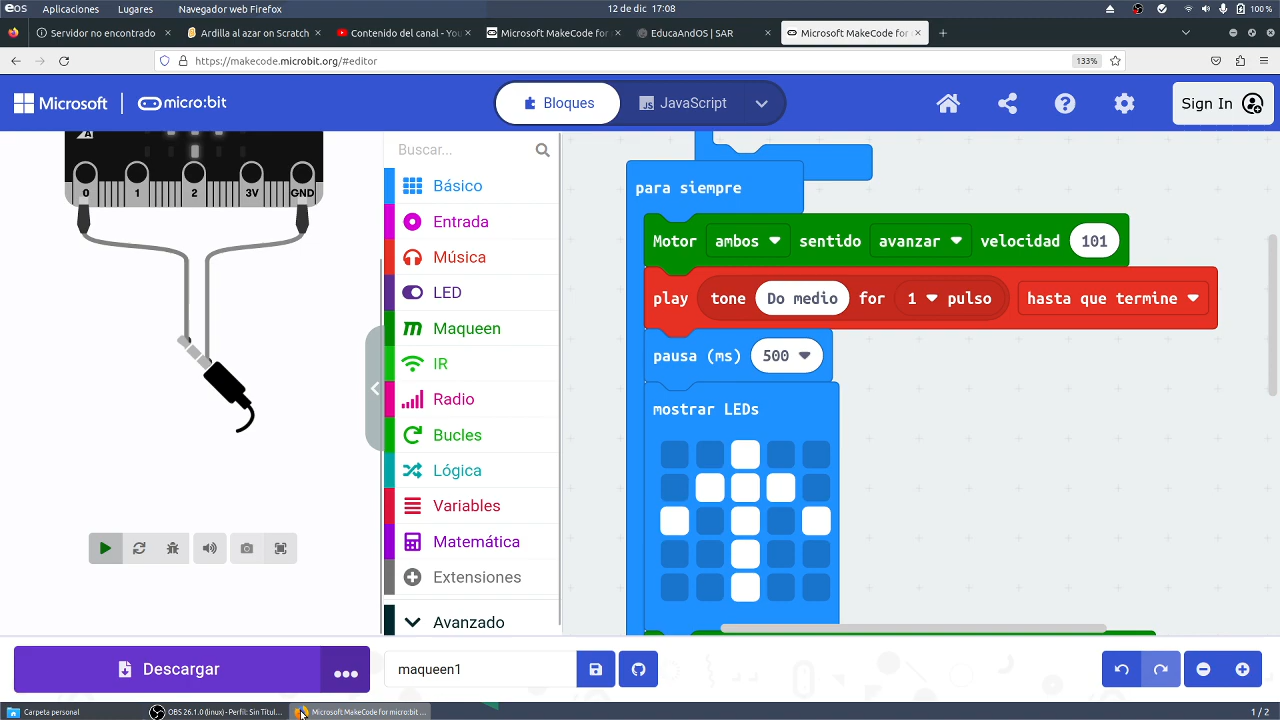 eOS Aplicaciones Lugares Navegador web Firefox 12 de dic 17:08 100 %
Servidor no encontrado
Ardilla al azar on Scratch
Contenido del canal - You
Microsoft MakeCode for
EducaAndOS | SAR
Microsoft MakeCode for
https://makecode.microbit.org/#editor 133%
Microsoft micro:bit Bloques JS JavaScript Sign In
A
0 1 2 3V GND
Buscar...
Básico
Entrada
Música
LED
Maqueen
IR
Radio
Bucles
Lógica
Variables
Matemática
Extensiones
Avanzado
para siempre
Motor ambos sentido avanzar velocidad 101
play tone Do medio for 1 pulso hasta que termine
pausa (ms) 500
mostrar LEDs
Descargar ... maqueen1
Carpeta personal OBS 26.1.0 (linux) - Perfil: Sin Titul... Microsoft MakeCode for micro:bit ... 1 / 2